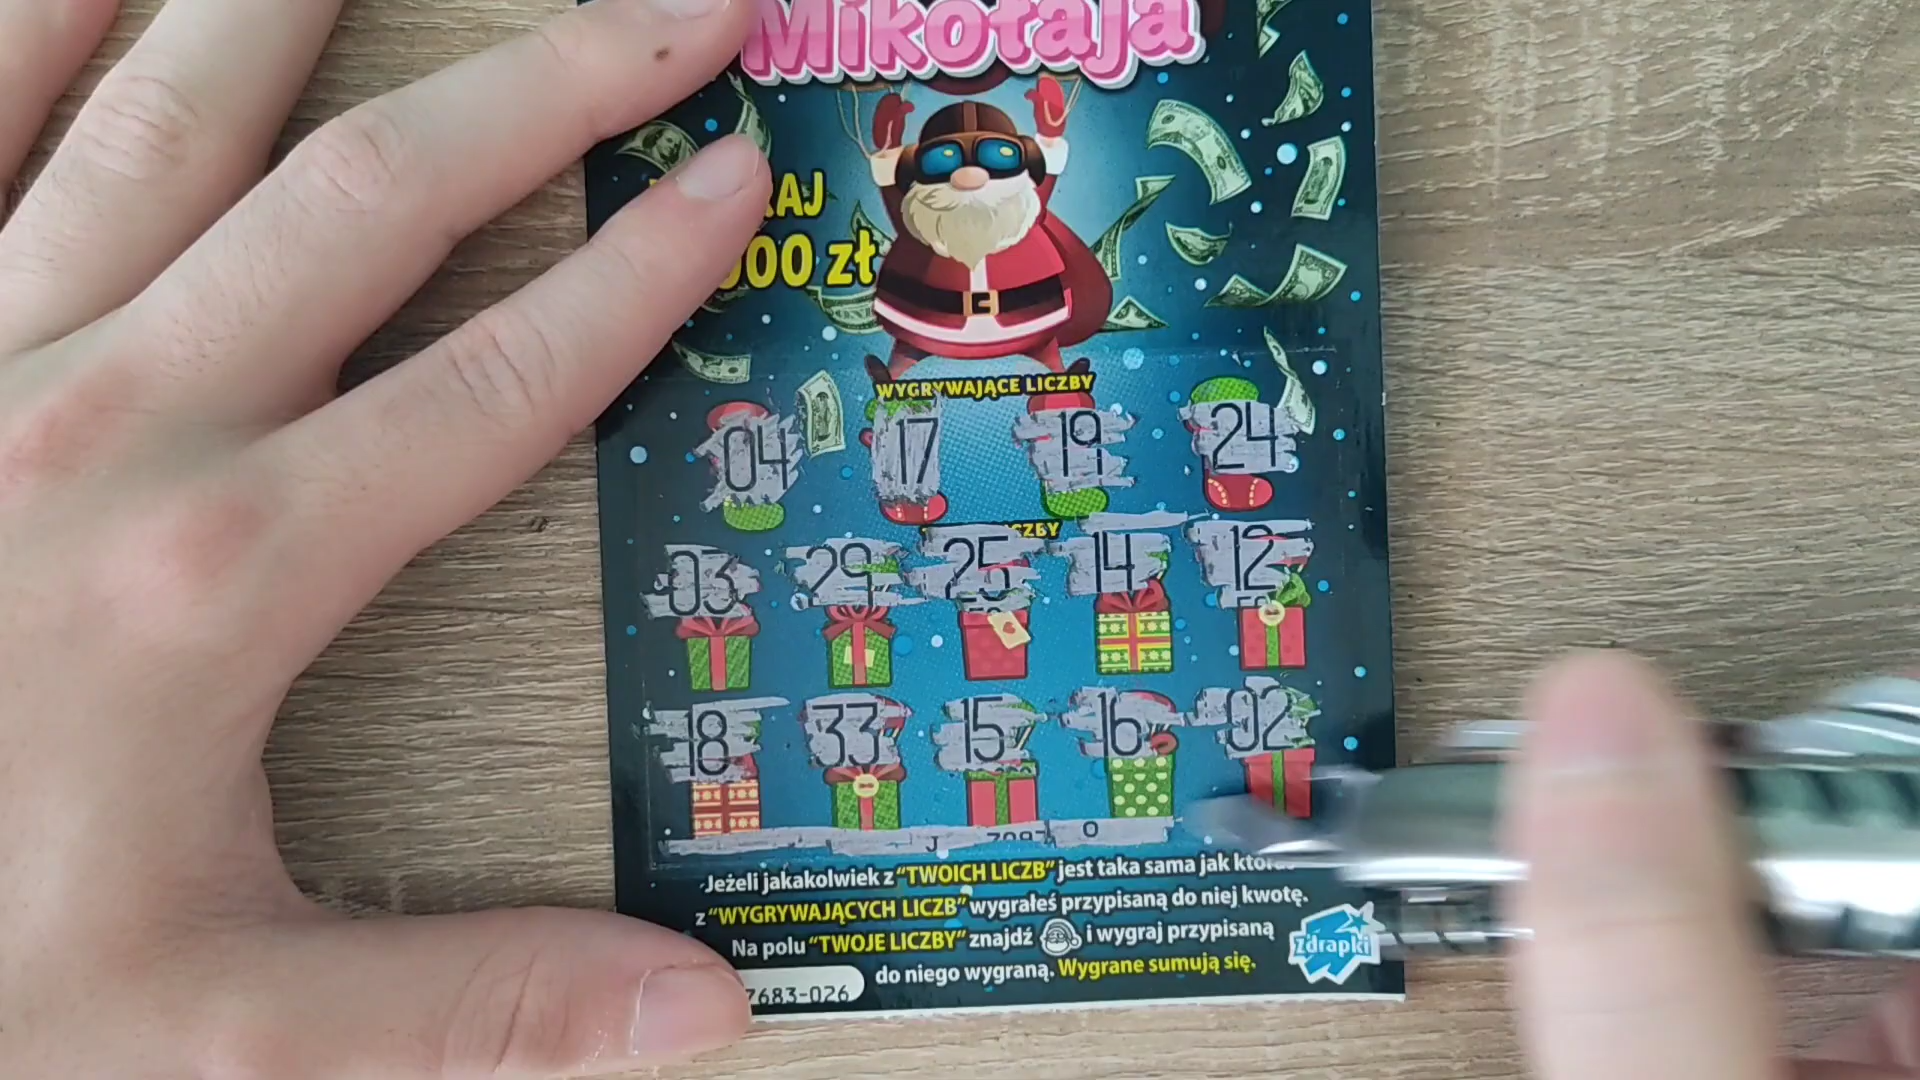 Mikołaja
000 zł
WYGRYWAJĄCE LICZBY
04 17 19 24
03 29 25 14 12
18 33 15 16 02
Jeżeli jakakolwiek z “TWOICH LICZB” jest taka sama jak
z “WYGRYWAJĄCYCH LICZB” wygrałeś przypisaną do niej kwotę.
Na polu “TWOJE LICZBY” znajdź i wygraj przypisaną
do niego wygraną. Wygrane sumują się.
Zdrapki
7683-026